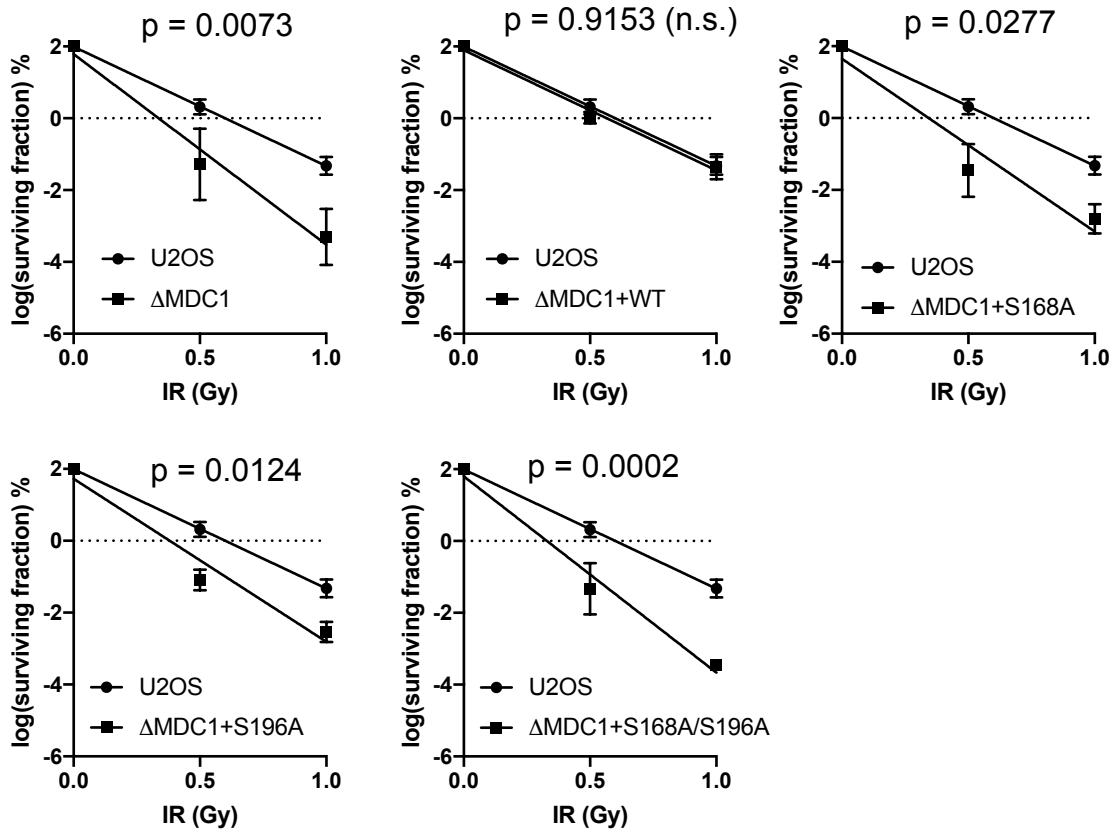 p = 0.0073
2
0
-2
-4
-6
log(surviving fraction) %
U2OS
ΔMDC1
0.0 0.5 1.0
IR (Gy)
p = 0.9153 (n.s.)
2
0
-2
-4
-6
log(surviving fraction) %
U2OS
ΔMDC1+WT
0.0 0.5 1.0
IR (Gy)
p = 0.0277
2
0
-2
-4
-6
log(surviving fraction) %
U2OS
ΔMDC1+S168A
0.0 0.5 1.0
IR (Gy)
p = 0.0124
2
0
-2
-4
-6
log(surviving fraction) %
U2OS
ΔMDC1+S196A
0.0 0.5 1.0
IR (Gy)
p = 0.0002
2
0
-2
-4
-6
log(surviving fraction) %
U2OS
ΔMDC1+S168A/S196A
0.0 0.5 1.0
IR (Gy)